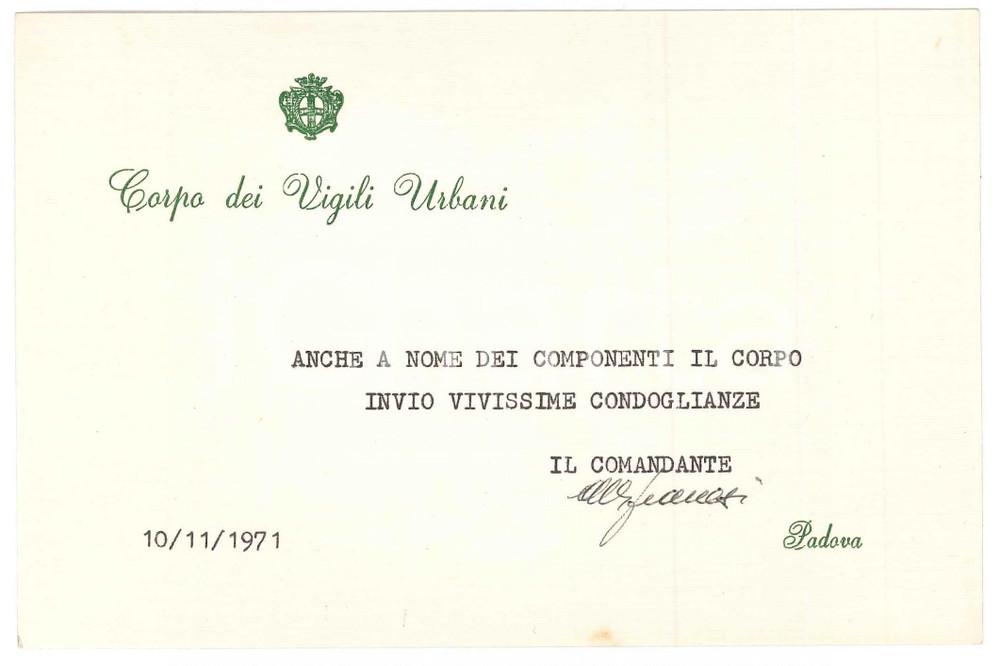 Corpo dei Vigili Urbani
ANCHE A NOME DEI COMPONENTI IL CORPO
INVIO VIVISSIME CONDOGLIANZE
IL COMANDANTE
10/11/1971
Padova